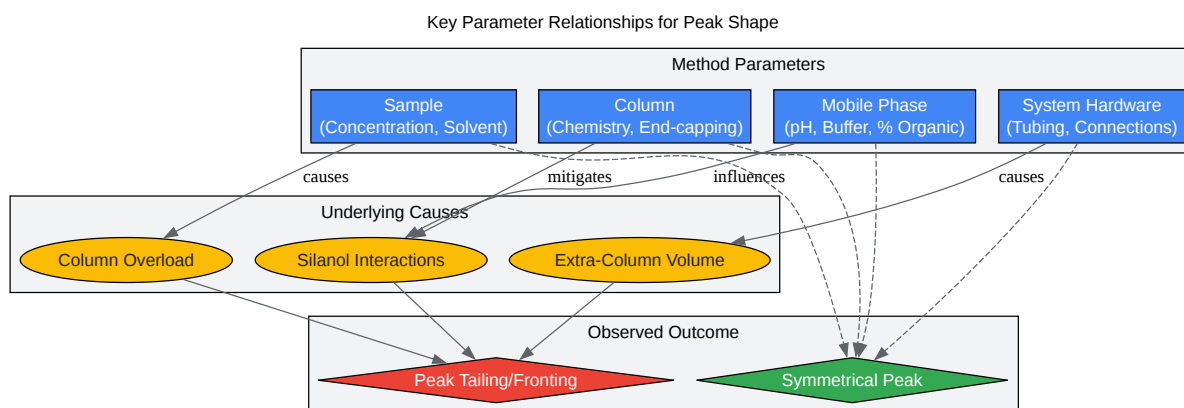 Key Parameter Relationships for Peak Shape
Method Parameters
Sample
(Concentration, Solvent)
Column
(Chemistry, End-capping)
Mobile Phase
(pH, Buffer, % Organic)
System Hardware
(Tubing, Connections)
causes
mitigates
influences
causes
Underlying Causes
Column Overload
Silanol Interactions
Extra-Column Volume
Observed Outcome
Peak Tailing/Fronting
Symmetrical Peak